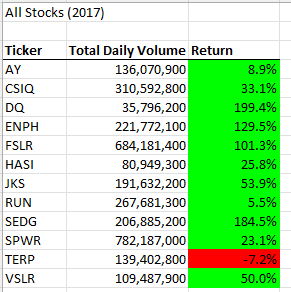 All Stocks (2017)
Ticker Total Daily Volume Return
AY 136,070,900 8.9%
CSIQ 310,592,800 33.1%
DQ 35,796,200 199.4%
ENPH 221,772,100 129.5%
FSLR 684,181,400 101.3%
HASI 80,949,300 25.8%
JKS 191,632,200 53.9%
RUN 267,681,300 5.5%
SEDG 206,885,200 184.5%
SPWR 782,187,000 23.1%
TERP 139,402,800 -7.2%
VSLR 109,487,900 50.0%